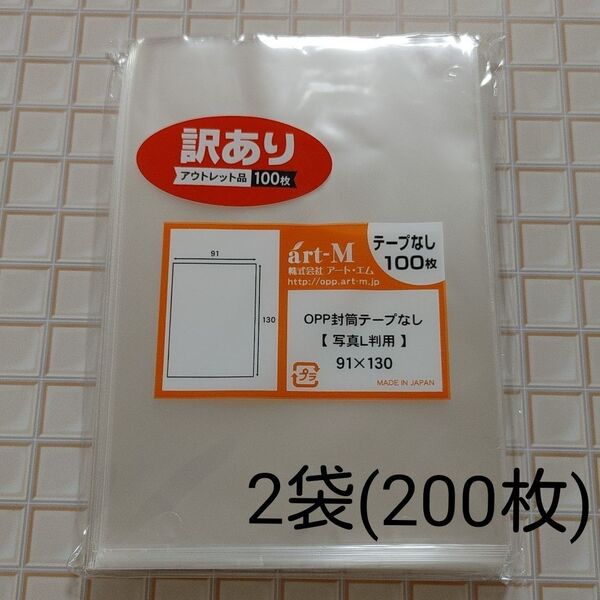 訳あり
アウトレット品 100枚
91
130
árt-M
株式会社 アート・エム
http://opp.art-m.jp
テープなし
100枚
OPP封筒テープなし
【 写真L判用 】
91×130
プラ
MADE IN JAPAN
2袋(200枚)